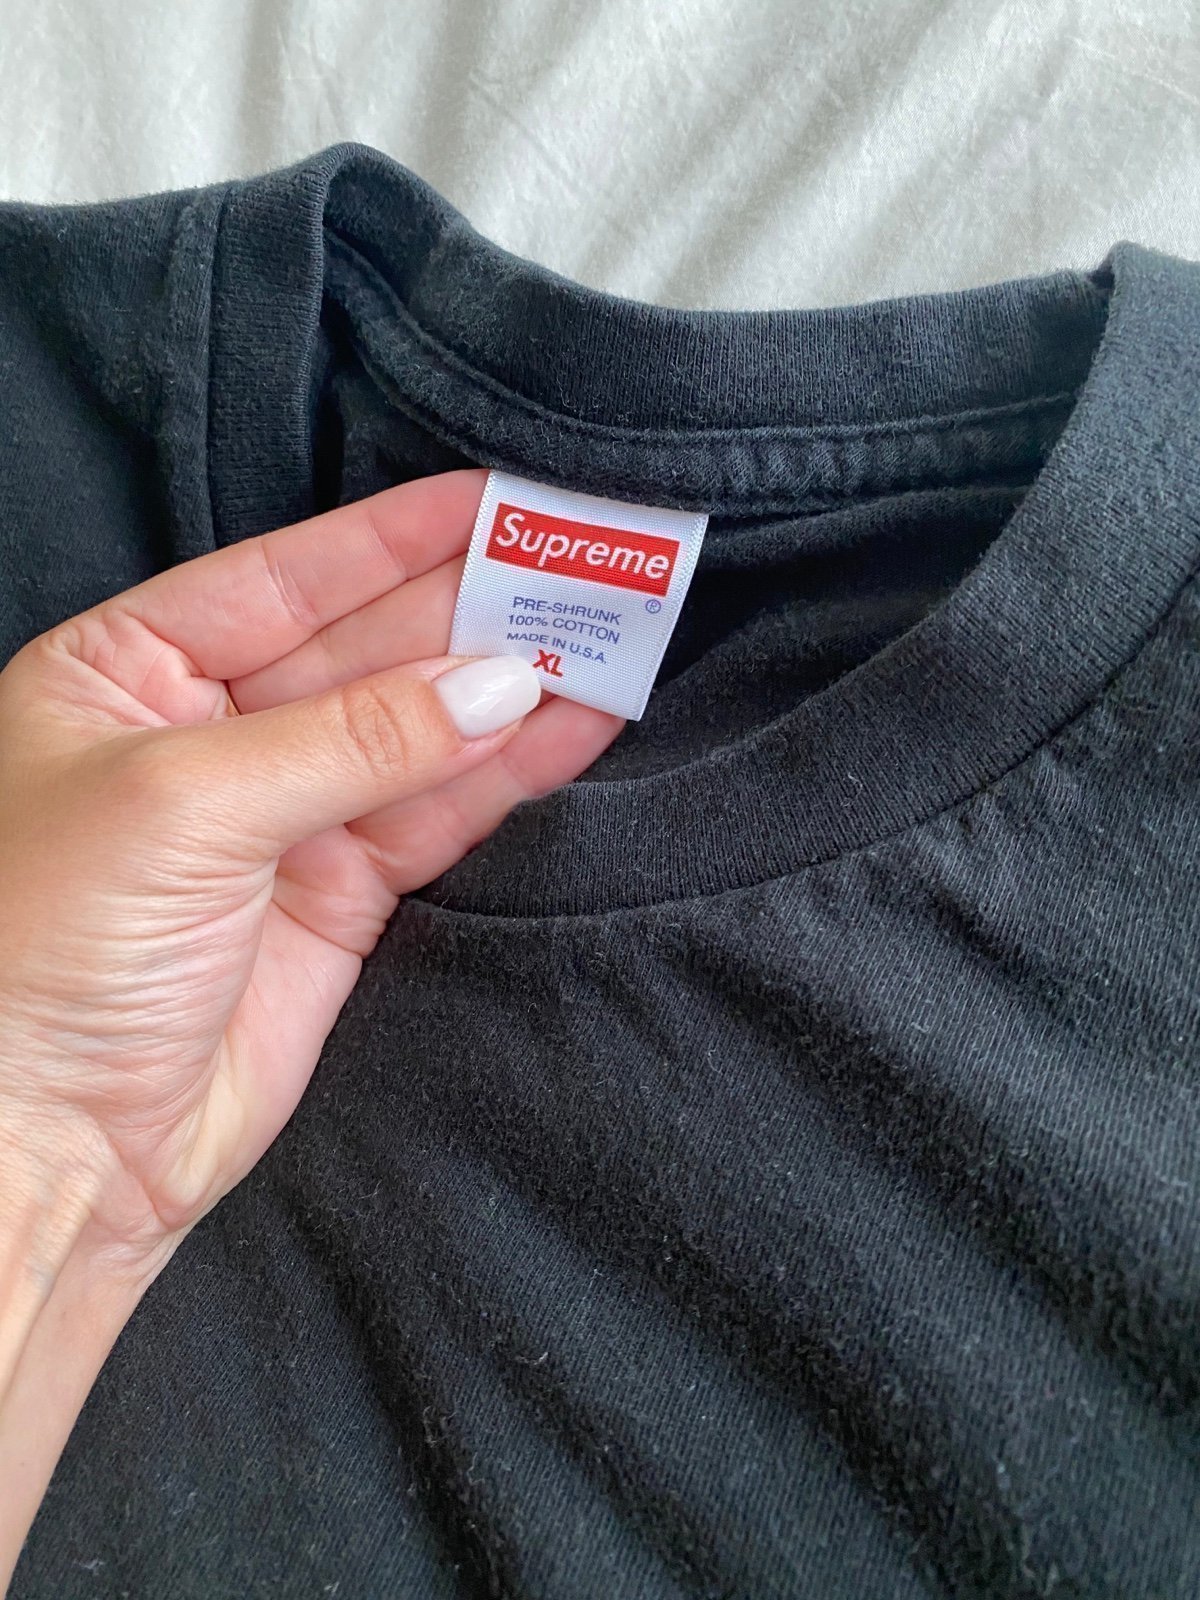 Supreme
®
PRE-SHRUNK
100% COTTON
MADE IN U.S.A.
XL